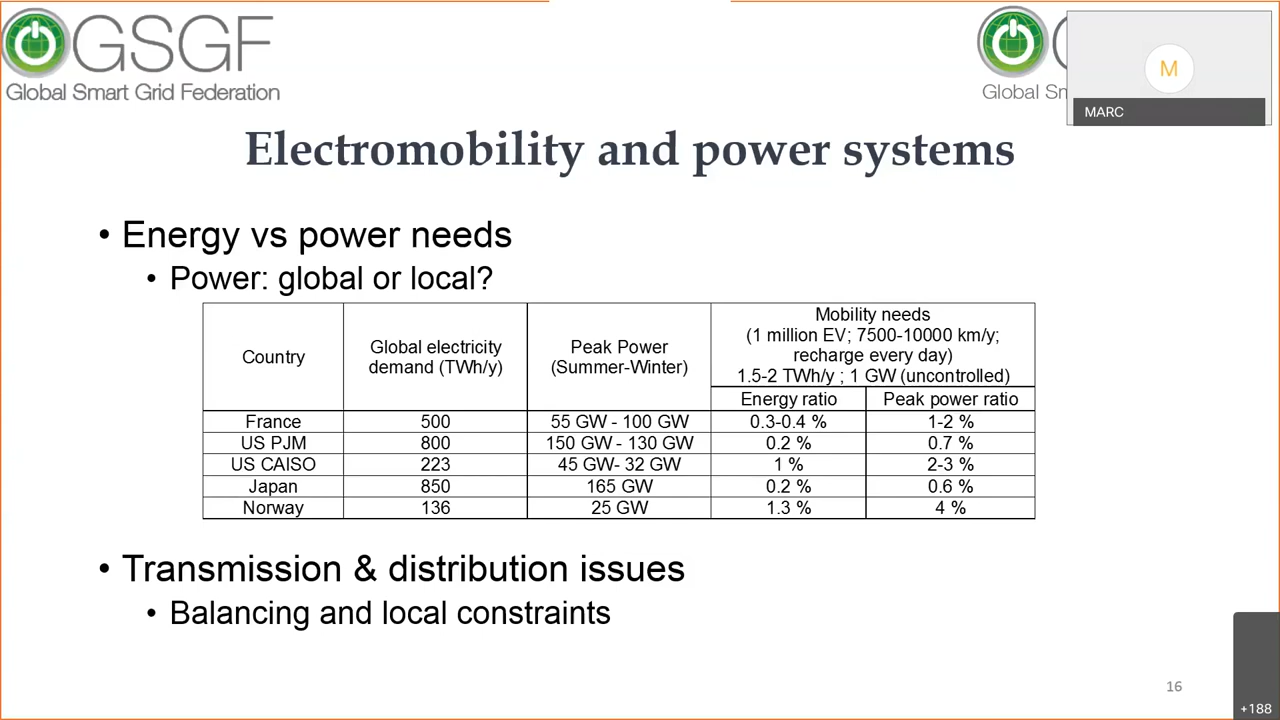 GSGF
Global Smart Grid Federation
Global Sm
M
MARC
Electromobility and power systems
• Energy vs power needs
• Power: global or local?
Country
Global electricity
demand (TWh/y)
Peak Power
(Summer-Winter)
Mobility needs
(1 million EV; 7500-10000 km/y;
recharge every day)
1.5-2 TWh/y ; 1 GW (uncontrolled)
Energy ratio Peak power ratio
France 500 55 GW - 100 GW 0.3-0.4 % 1-2 %
US PJM 800 150 GW - 130 GW 0.2 % 0.7 %
US CAISO 223 45 GW- 32 GW 1 % 2-3 %
Japan 850 165 GW 0.2 % 0.6 %
Norway 136 25 GW 1.3 % 4 %
• Transmission & distribution issues
• Balancing and local constraints
16
+188